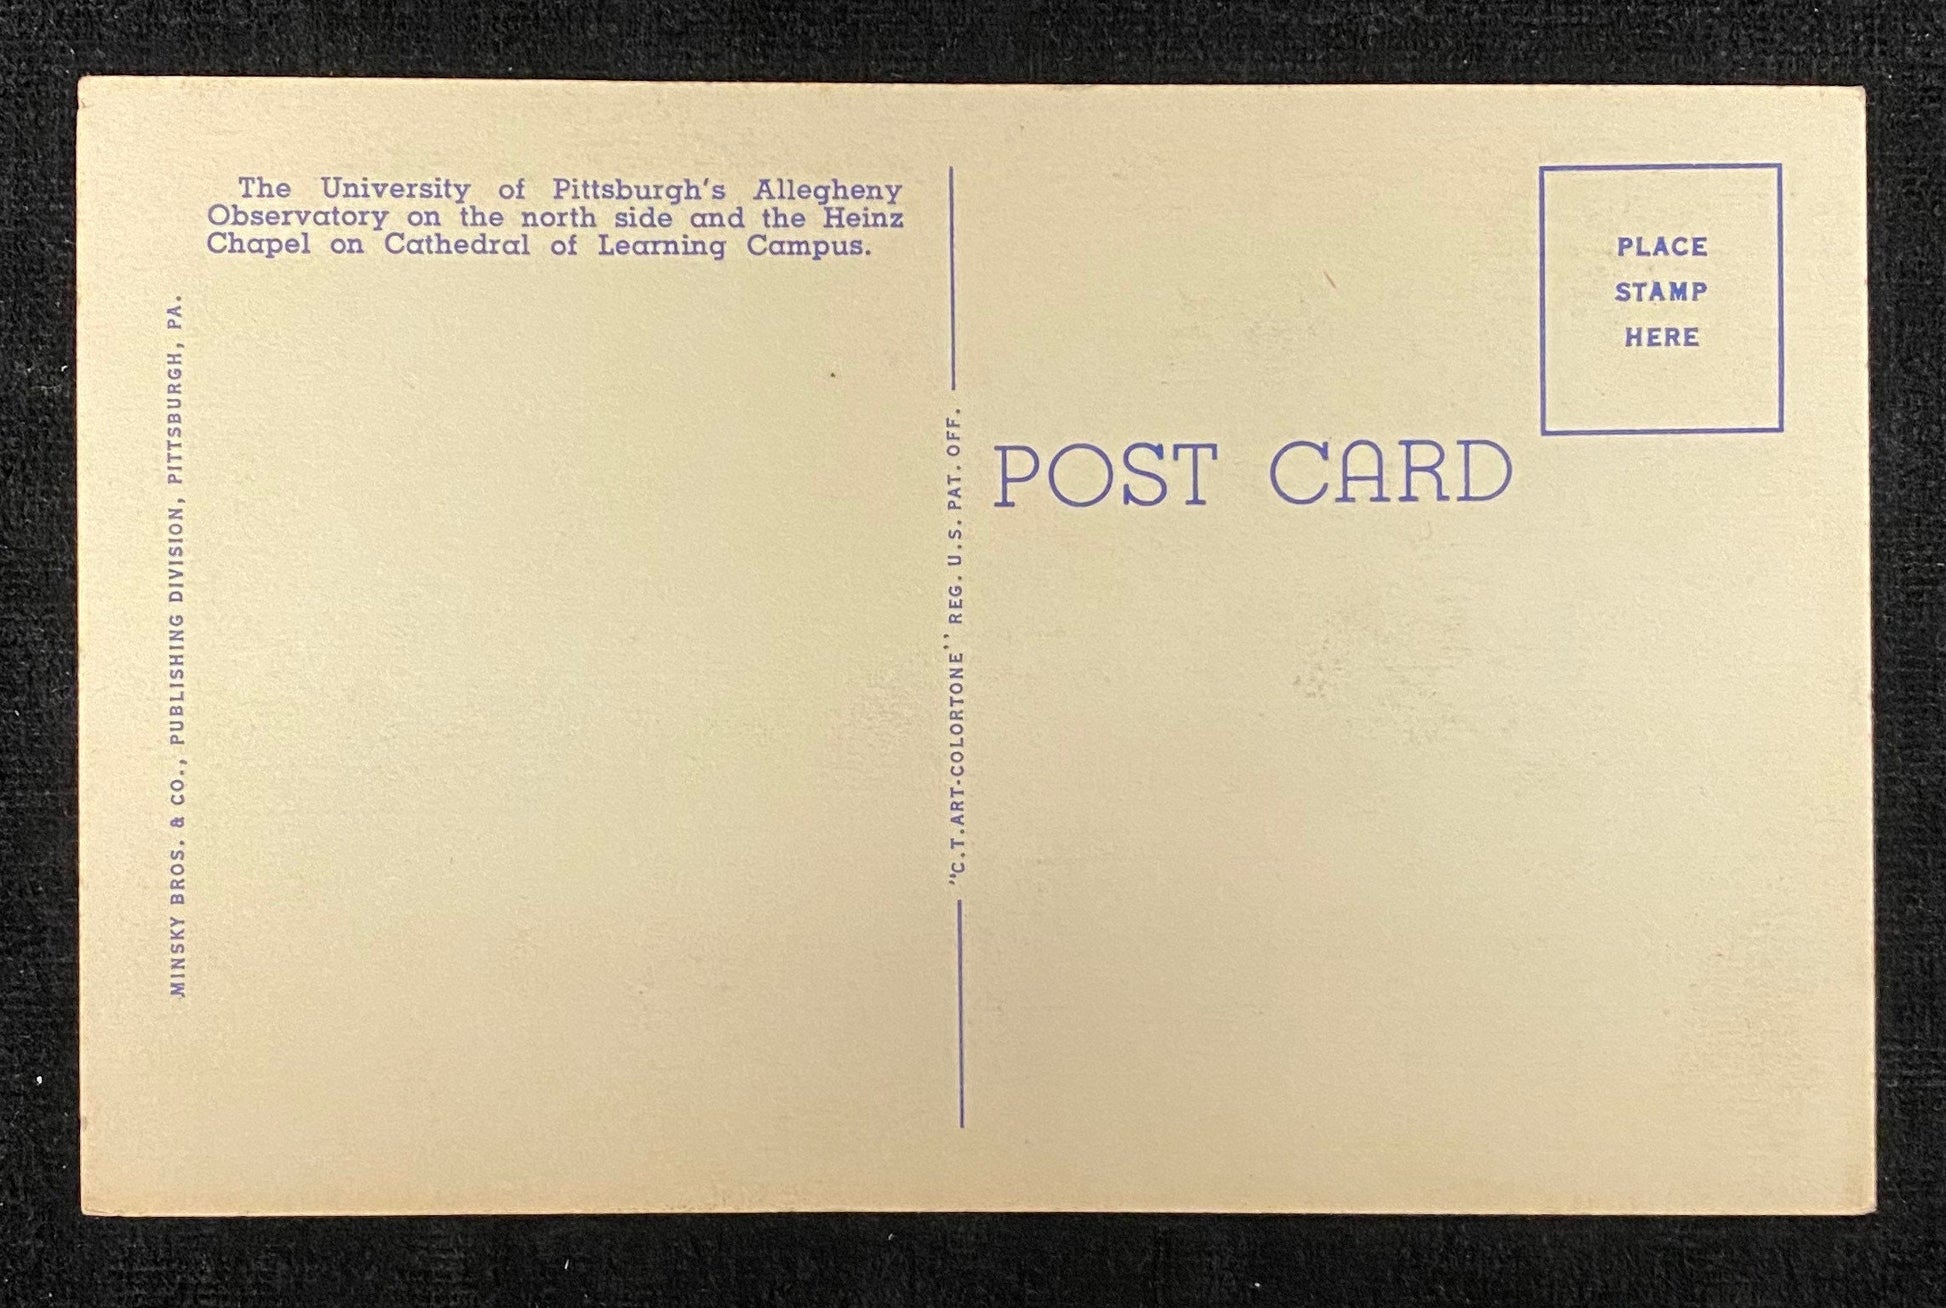 The University of Pittsburgh's Allegheny
Observatory on the north side and the Heinz
Chapel on Cathedral of Learning Campus.
MINSKY BROS. & CO., PUBLISHING DIVISION, PITTSBURGH, PA.
"C.T.ART-COLORTONE" REG. U.S. PAT. OFF.
POST CARD
PLACE
STAMP
HERE